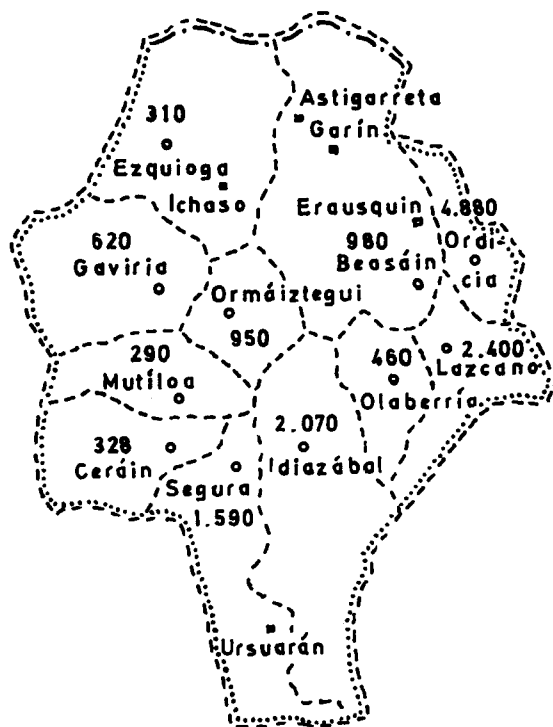 Astigarreta
310
Garín
Ezquioga
Ichaso
Erausquin
4.880
620
980
Ordi-
Gaviria
Beasáin
cia
Ormáiztegui
950
290
460
2.400
Lazcano
Mutíloa
Olaberría
328
2.070
Ceráin
Idiazábal
Segura
1.590
Ursuarán